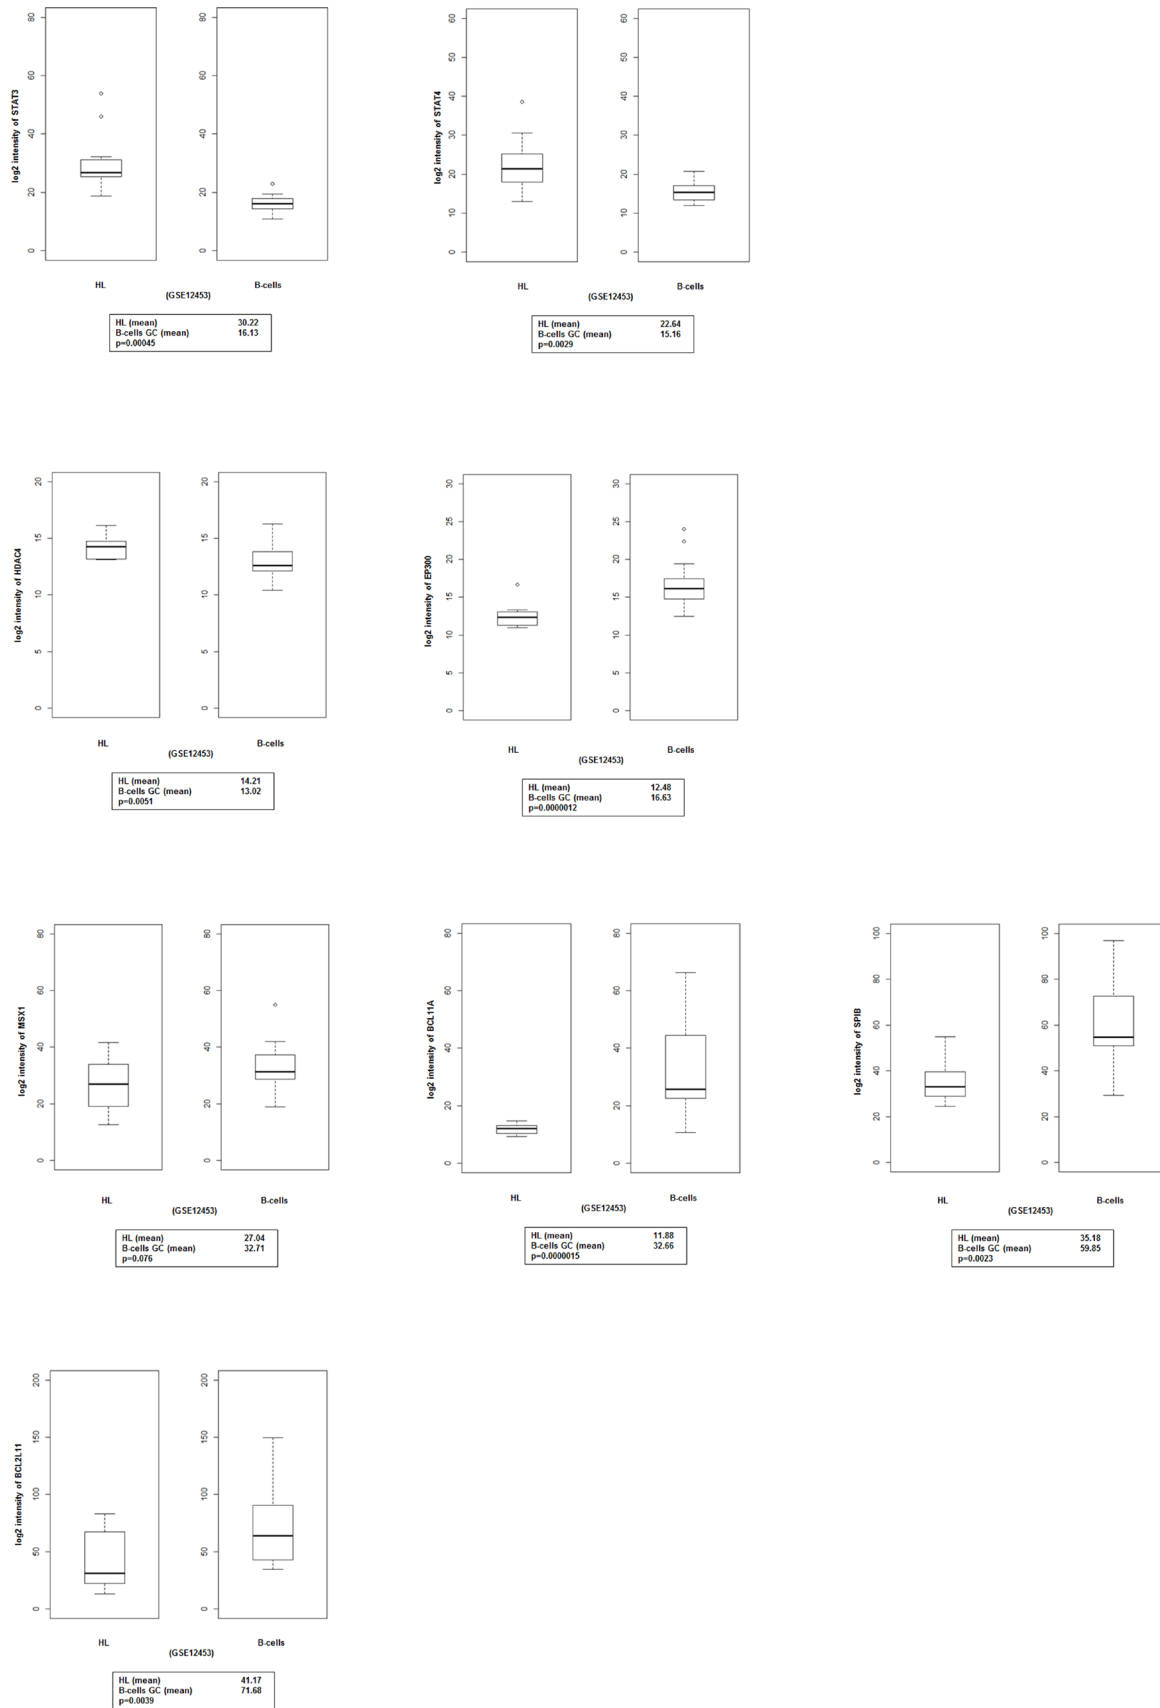 log2 intensity of STAT3
0 20 40 60 80
0 20 40 60 80
HL
B-cells
(GSE12453)
HL (mean) 30.22
B-cells GC (mean) 16.13
p=0.00045
log2 intensity of STAT4
0 10 20 30 40 50 60
0 10 20 30 40 50 60
HL
B-cells
(GSE12453)
HL (mean) 22.64
B-cells GC (mean) 15.16
p=0.0029
log2 intensity of HDAC4
0 5 10 15 20
0 5 10 15 20
HL
B-cells
(GSE12453)
HL (mean) 14.21
B-cells GC (mean) 13.02
p=0.0051
log2 intensity of EP300
0 5 10 15 20 25 30
0 5 10 15 20 25 30
HL
B-cells
(GSE12453)
HL (mean) 12.48
B-cells GC (mean) 16.63
p=0.0000012
log2 intensity of MSX1
0 20 40 60 80
0 20 40 60 80
HL
B-cells
(GSE12453)
HL (mean) 27.04
B-cells GC (mean) 32.71
p=0.076
log2 intensity of BCL11A
0 20 40 60 80
0 20 40 60 80
HL
B-cells
(GSE12453)
HL (mean) 11.88
B-cells GC (mean) 32.66
p=0.0000015
log2 intensity of SPIB
0 20 40 60 80 100
0 20 40 60 80 100
HL
B-cells
(GSE12453)
HL (mean) 35.18
B-cells GC (mean) 59.85
p=0.0023
log2 intensity of BCL2L11
0 50 100 150 200
0 50 100 150 200
HL
B-cells
(GSE12453)
HL (mean) 41.17
B-cells GC (mean) 71.68
p=0.0039